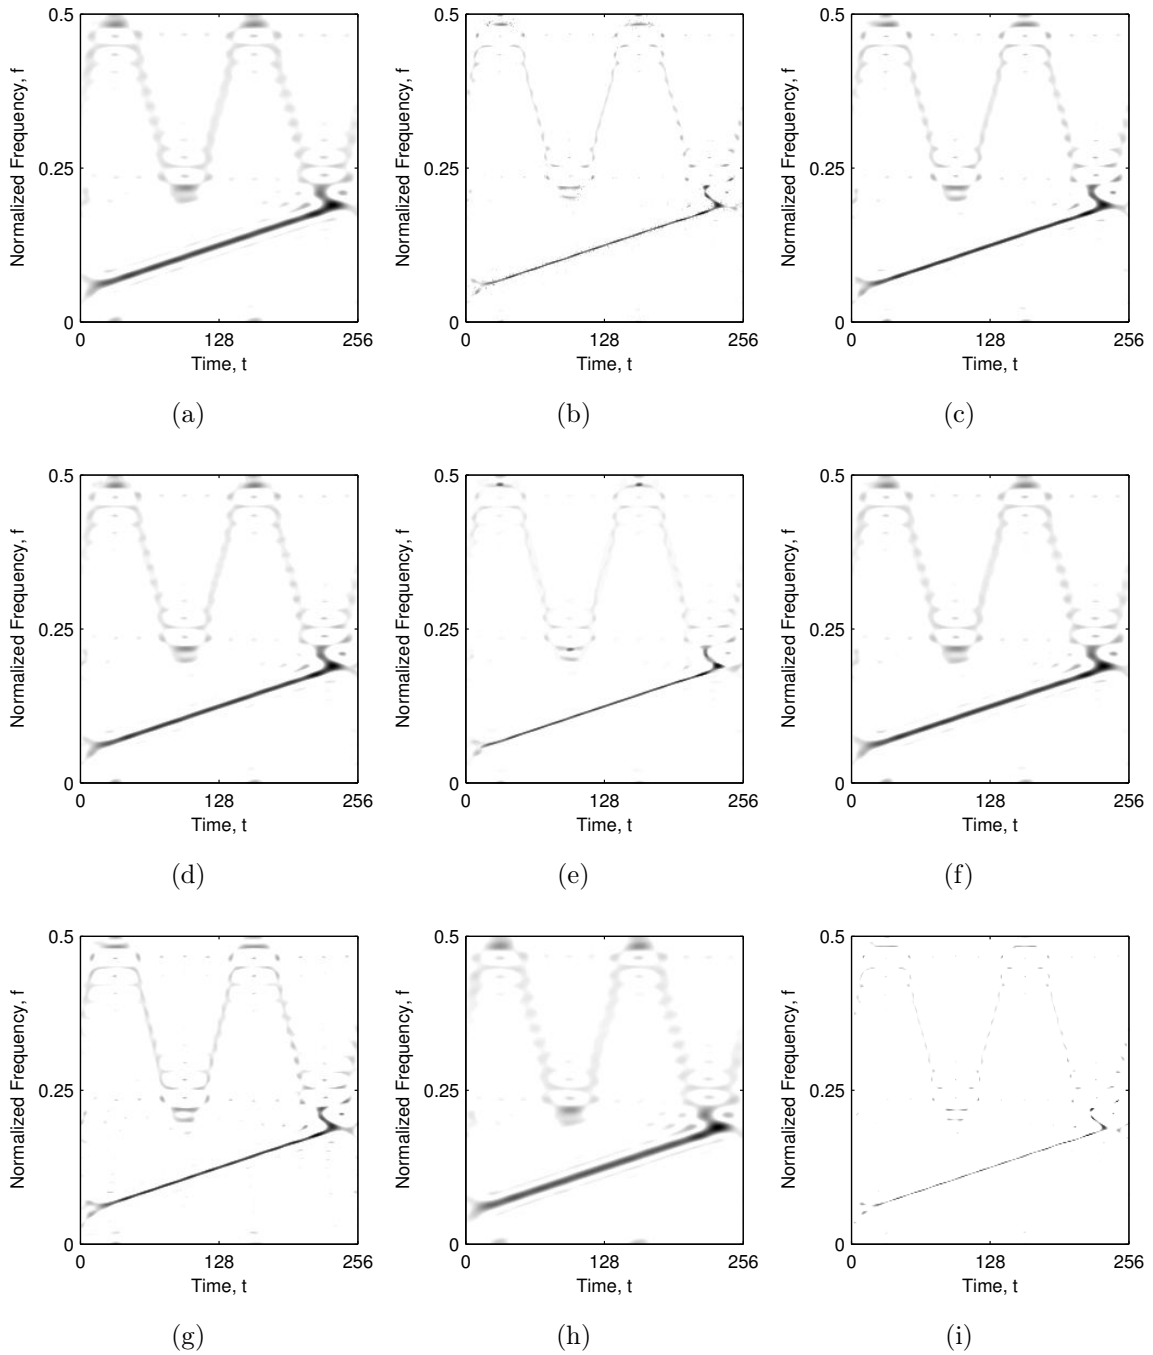 0.5 0.5 0.5
Normalized Frequency, f Normalized Frequency, f Normalized Frequency, f
0.25 0.25 0.25
0 0 0
0 128 256 0 128 256 0 128 256
Time, t Time, t Time, t
(a) (b) (c)
0.5 0.5 0.5
Normalized Frequency, f Normalized Frequency, f Normalized Frequency, f
0.25 0.25 0.25
0 0 0
0 128 256 0 128 256 0 128 256
Time, t Time, t Time, t
(d) (e) (f)
0.5 0.5 0.5
Normalized Frequency, f Normalized Frequency, f Normalized Frequency, f
0.25 0.25 0.25
0 0 0
0 128 256 0 128 256 0 128 256
Time, t Time, t Time, t
(g) (h) (i)